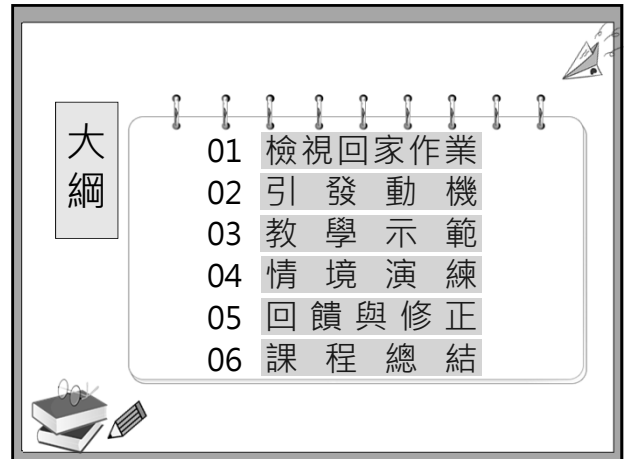 大綱
01 檢視回家作業
02 引發動機
03 教學示範
04 情境演練
05 回饋與修正
06 課程總結